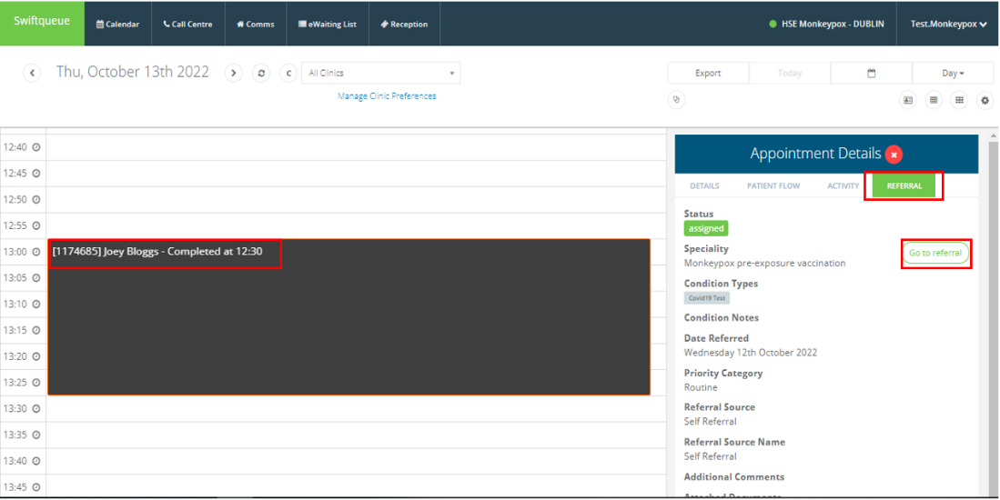 Swiftqueue Calendar Call Centre Comms eWaiting List Reception HSE Monkeypox - DUBLIN Test.Monkeypox
Thu, October 13th 2022 C All Clinics Export Today Day
Manage Clinic Preferences
Appointment Details
DETAILS PATIENT FLOW ACTIVITY REFERRAL
Status
assigned
Speciality
Monkeypox pre-exposure vaccination
Go to referral
Condition Types
Covid19 Test
Condition Notes
Date Referred
Wednesday 12th October 2022
Priority Category
Routine
Referral Source
Self Referral
Referral Source Name
Self Referral
Additional Comments
Attached Documents
12:40
12:45
12:50
12:55
13:00 [1174685] Joey Bloggs - Completed at 12:30
13:05
13:10
13:15
13:20
13:25
13:30
13:35
13:40
13:45